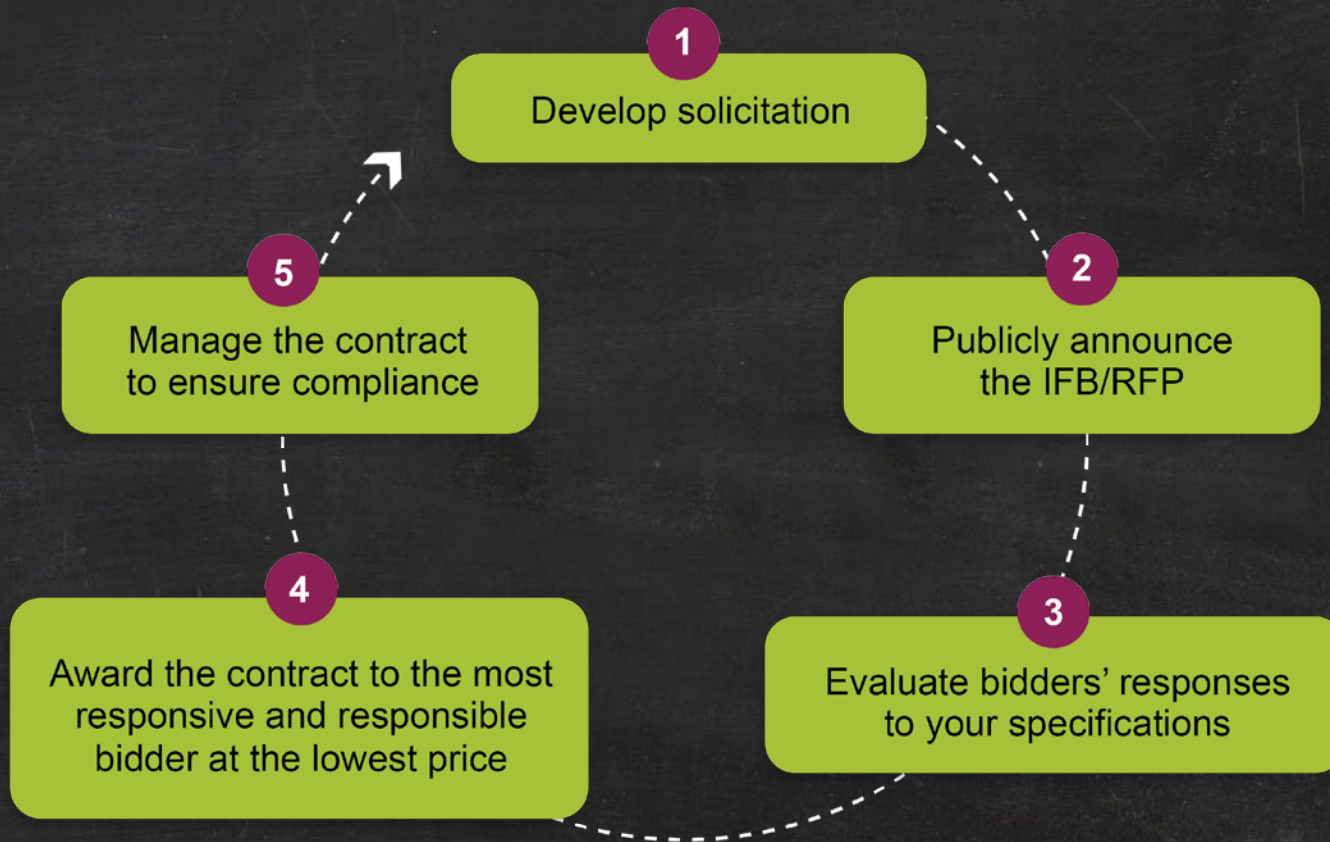 1
Develop solicitation
2
Publicly announce
the IFB/RFP
3
Evaluate bidders’ responses
to your specifications
4
Award the contract to the most
responsive and responsible
bidder at the lowest price
5
Manage the contract
to ensure compliance